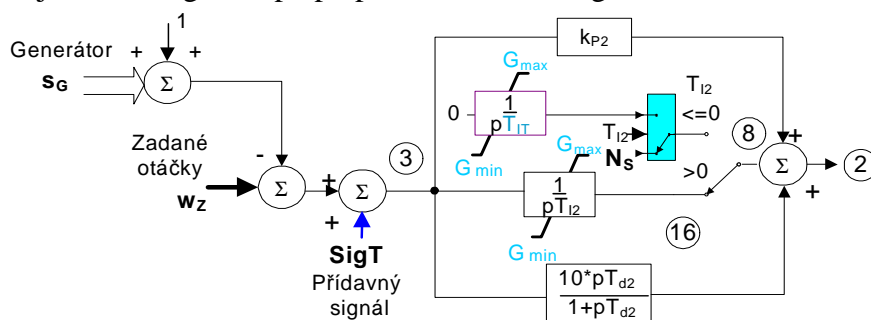 1
Generátor
+
+
s_G
Σ
k_P2
G_max
T_I2
<=0
0
1
pT_IT
T_I2
N_S
G_min
8
+
Zadané
otáčky
-
3
G_max
Σ
2
w_Z
Σ
+
Σ
+
1
pT_I2
>0
+
SigT
Přídavný
signál
G_min
16
10*pT_d2
1+pT_d2